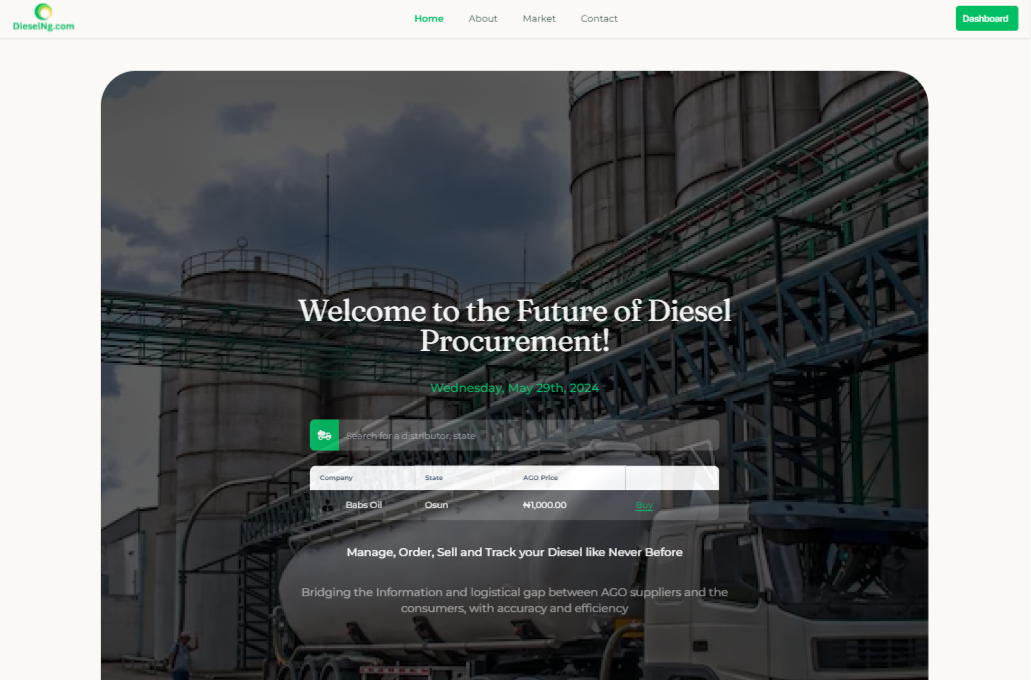 DieselNg.com
Home About Market Contact
Dashboard
Welcome to the Future of Diesel
Procurement!
Wednesday, May 29th, 2024
Search for a distributor, state
Company State AGO Price
Babs Oil Osun ₦1,000.00 Buy
Manage, Order, Sell and Track your Diesel like Never Before
Bridging the Information and logistical gap between AGO suppliers and the
consumers, with accuracy and efficiency